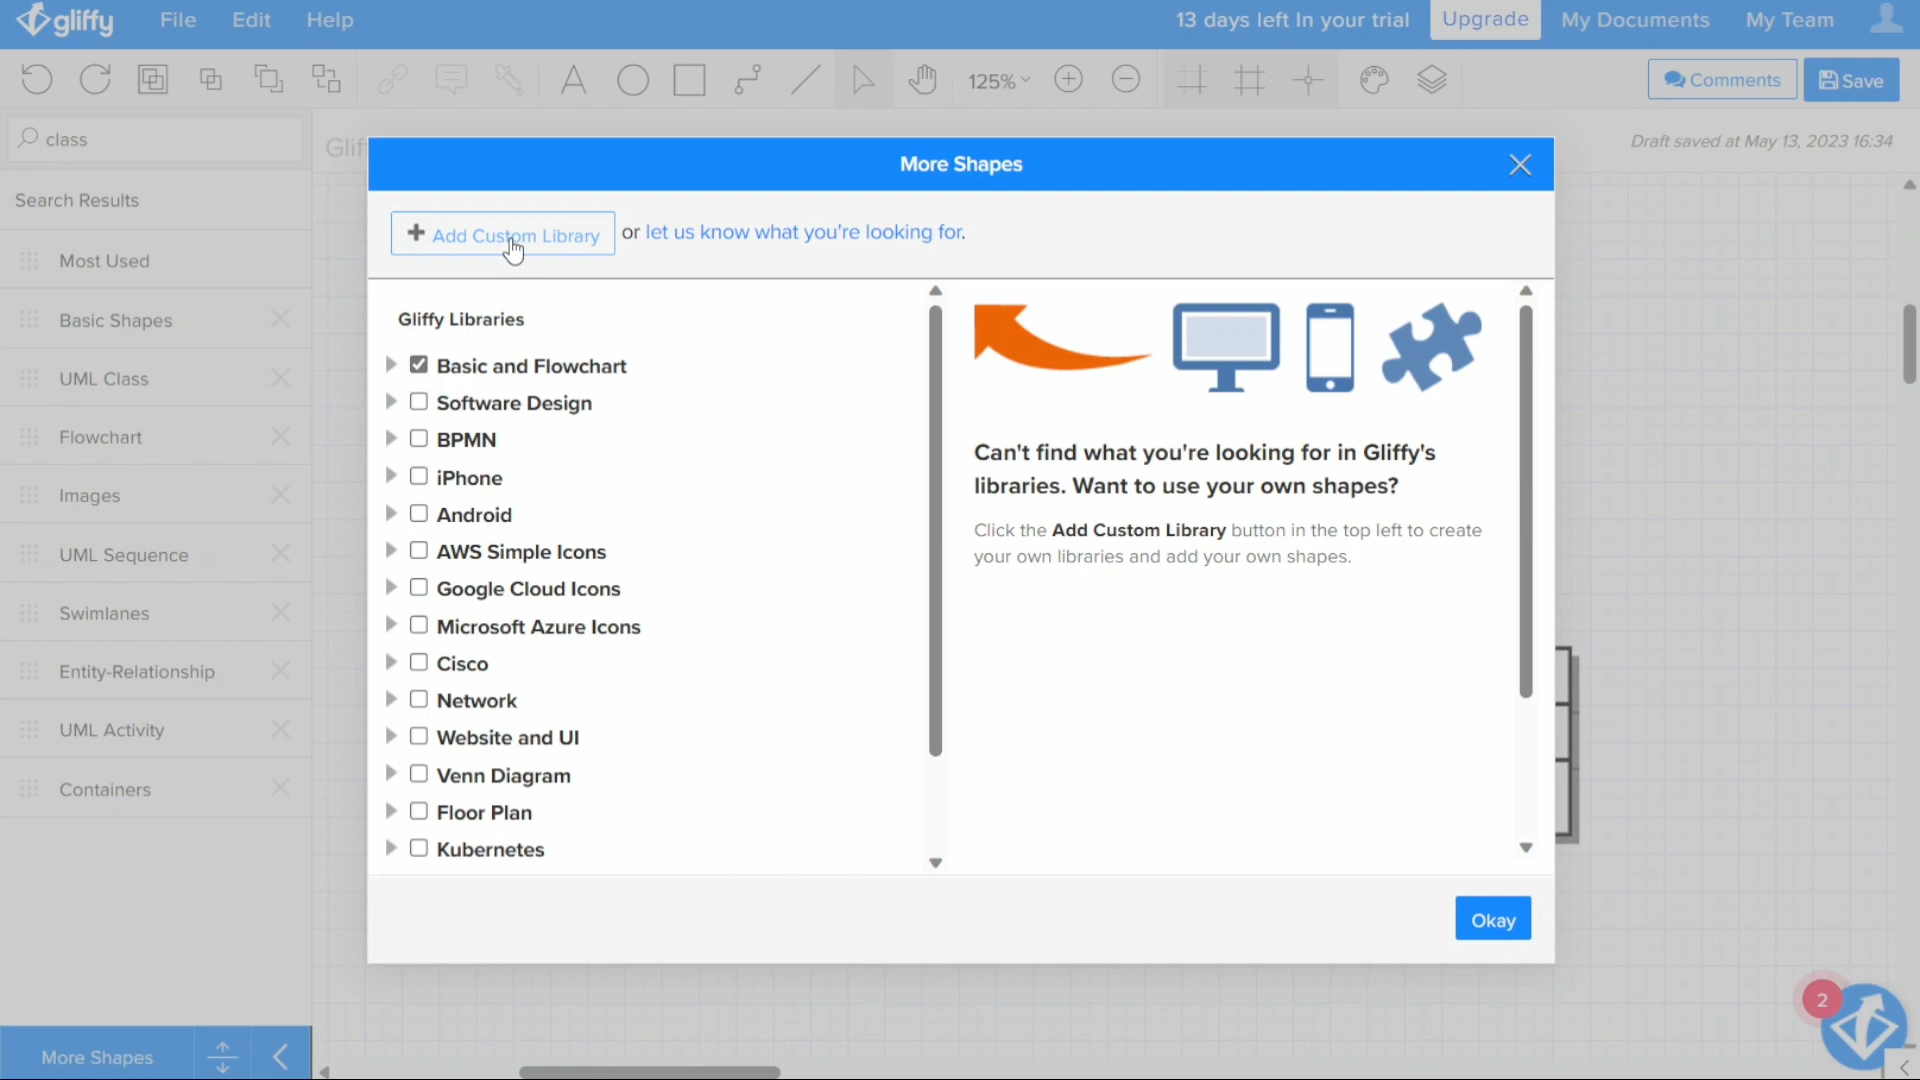 gliffy File Edit Help 13 days left In your trial Upgrade My Documents My Team
125% Comments Save
class
Draft saved at May 13, 2023 16:34
More Shapes
Search Results
Add Custom Library or let us know what you're looking for.
Most Used
Basic Shapes
UML Class
Flowchart
Images
UML Sequence
Swimlanes
Entity-Relationship
UML Activity
Containers
Gliffy Libraries
Basic and Flowchart
Software Design
BPMN
iPhone
Android
AWS Simple Icons
Google Cloud Icons
Microsoft Azure Icons
Cisco
Network
Website and UI
Venn Diagram
Floor Plan
Kubernetes
Can't find what you're looking for in Gliffy's
libraries. Want to use your own shapes?
Click the Add Custom Library button in the top left to create
your own libraries and add your own shapes.
Okay
2
More Shapes